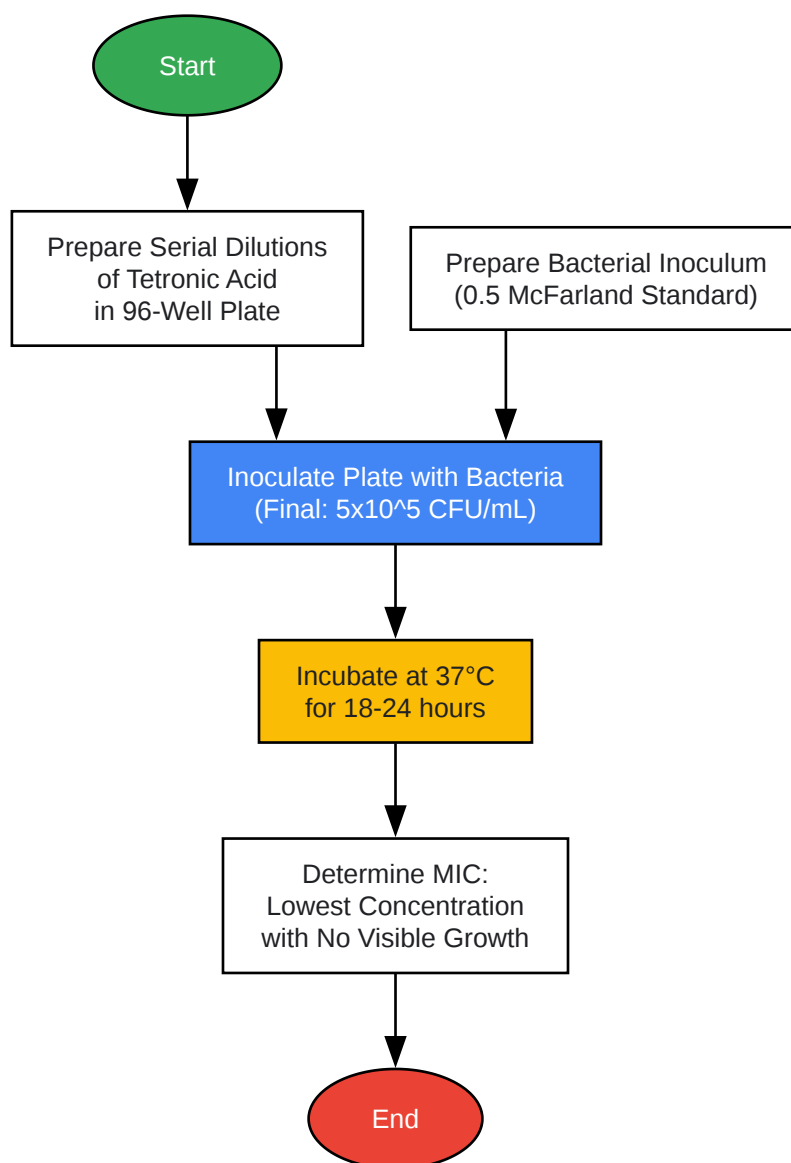 Start
Prepare Serial Dilutions
of Tetronic Acid
in 96-Well Plate
Prepare Bacterial Inoculum
(0.5 McFarland Standard)
Inoculate Plate with Bacteria
(Final: 5x10^5 CFU/mL)
Incubate at 37°C
for 18-24 hours
Determine MIC:
Lowest Concentration
with No Visible Growth
End